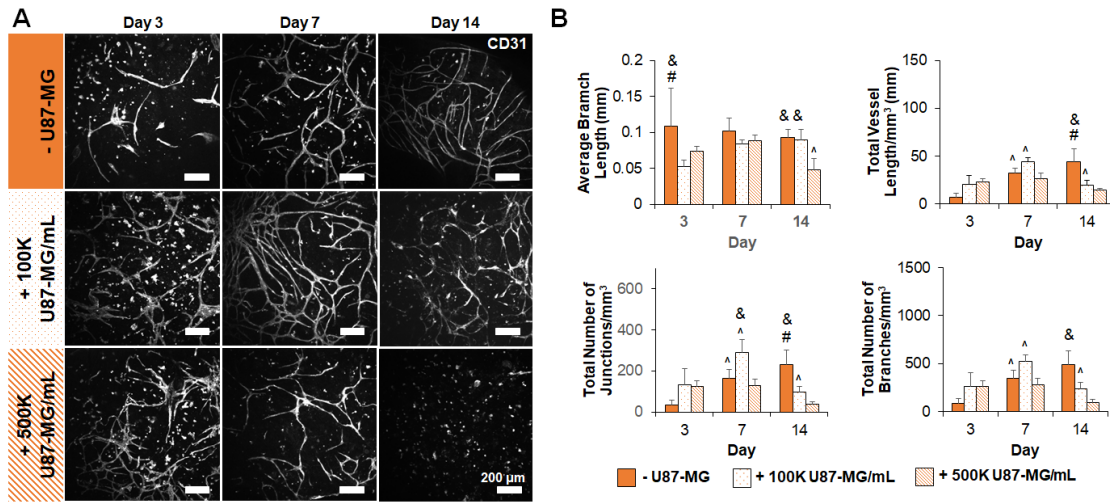 A
Day 3
Day 7
Day 14
CD31
- U87-MG
+ 100K
U87-MG/mL
+ 500K
U87-MG/mL
200 µm
B
Average Bramch
Length (mm)
0.2
0.15
0.1
0.05
0
&
#
& &
^
3
7
14
Day
Total Vessel
Length/mm³ (mm)
150
100
50
0
^
^
&
#
^
3
7
14
Day
Total Number of
Junctions/mm³
600
400
200
0
^
&
^
&
#
^
3
7
14
Day
Total Number of
Branches/mm³
1500
1000
500
0
^
^
&
^
3
7
14
Day
- U87-MG
+ 100K U87-MG/mL
+ 500K U87-MG/mL